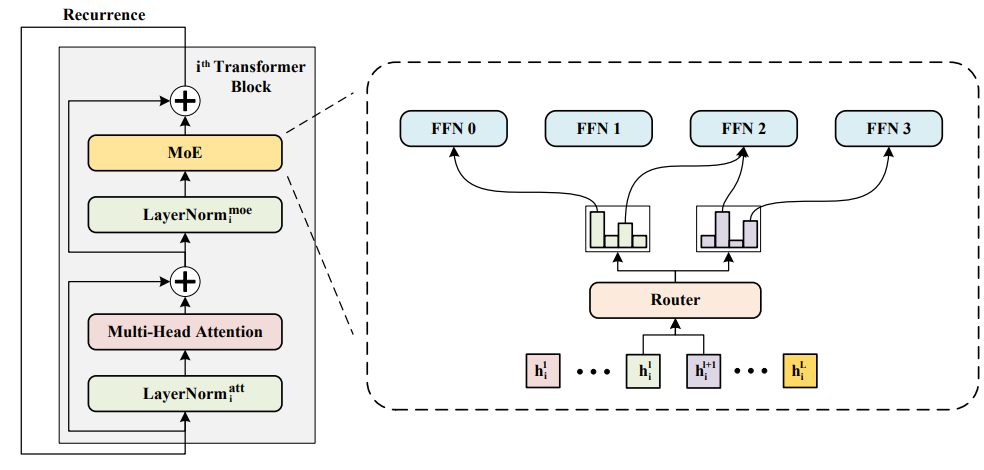 Recurrence
iᵗʰ Transformer
Block
MoE
LayerNormᵢᵐᵒᵉ
Multi-Head Attention
LayerNormᵢᵃᵗᵗ
FFN 0 FFN 1 FFN 2 FFN 3
Router
hᵢ¹ hᵢˡ hᵢˡ⁺¹ hᵢᴸ